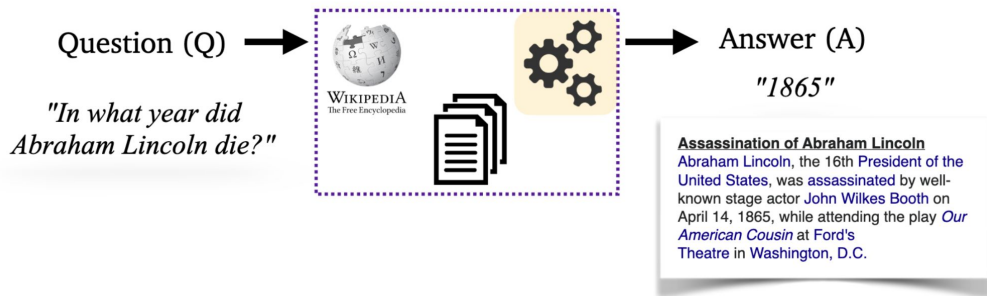 Question (Q)
"In what year did
Abraham Lincoln die?"
Ω
W
И
WIKIPEDIA
The Free Encyclopedia
Answer (A)
"1865"
Assassination of Abraham Lincoln
Abraham Lincoln, the 16th President of the
United States, was assassinated by well-
known stage actor John Wilkes Booth on
April 14, 1865, while attending the play Our
American Cousin at Ford's
Theatre in Washington, D.C.